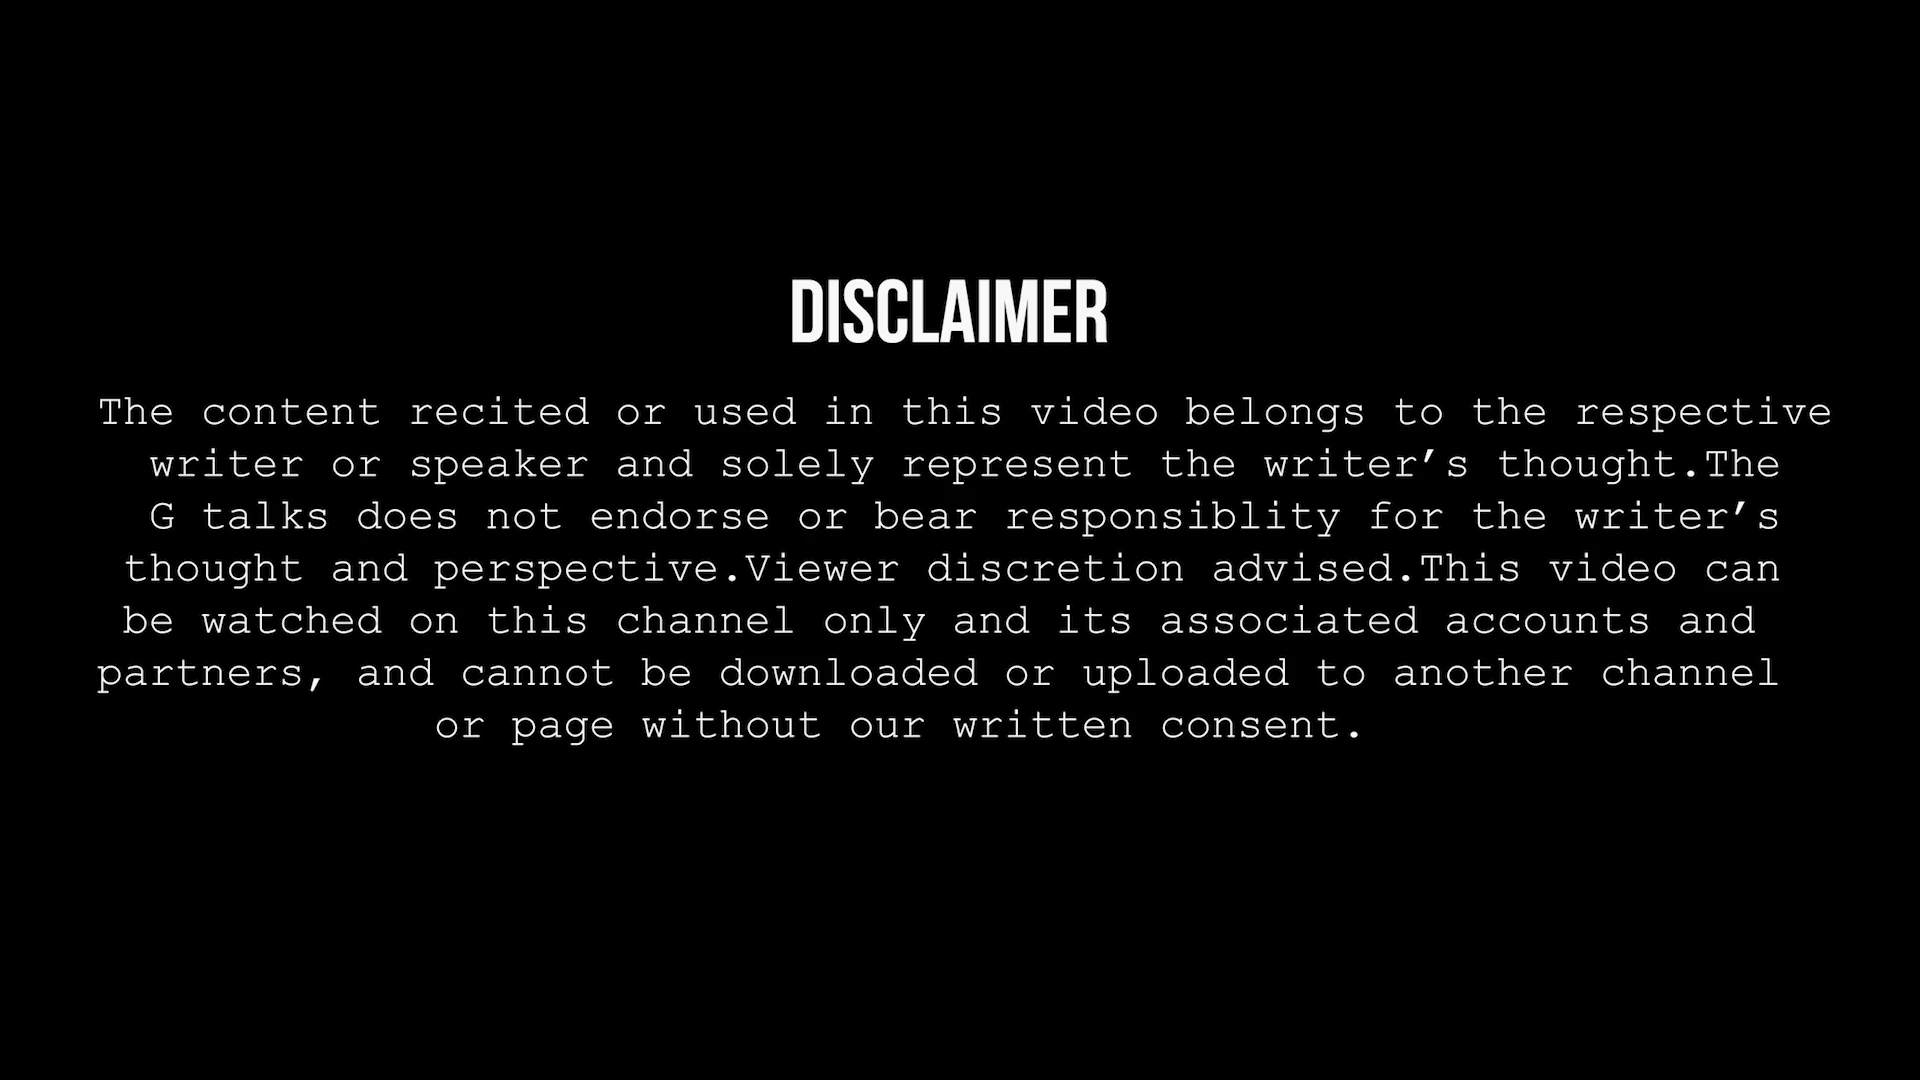 DISCLAIMER
The content recited or used in this video belongs to the respective
writer or speaker and solely represent the writer’s thought.The
G talks does not endorse or bear responsiblity for the writer’s
thought and perspective.Viewer discretion advised.This video can
be watched on this channel only and its associated accounts and
partners, and cannot be downloaded or uploaded to another channel
or page without our written consent.